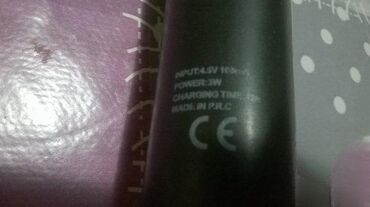 INPUT:4.5V
POWER:3W
CHARGING TIME
MADE IN P.R.C
CE